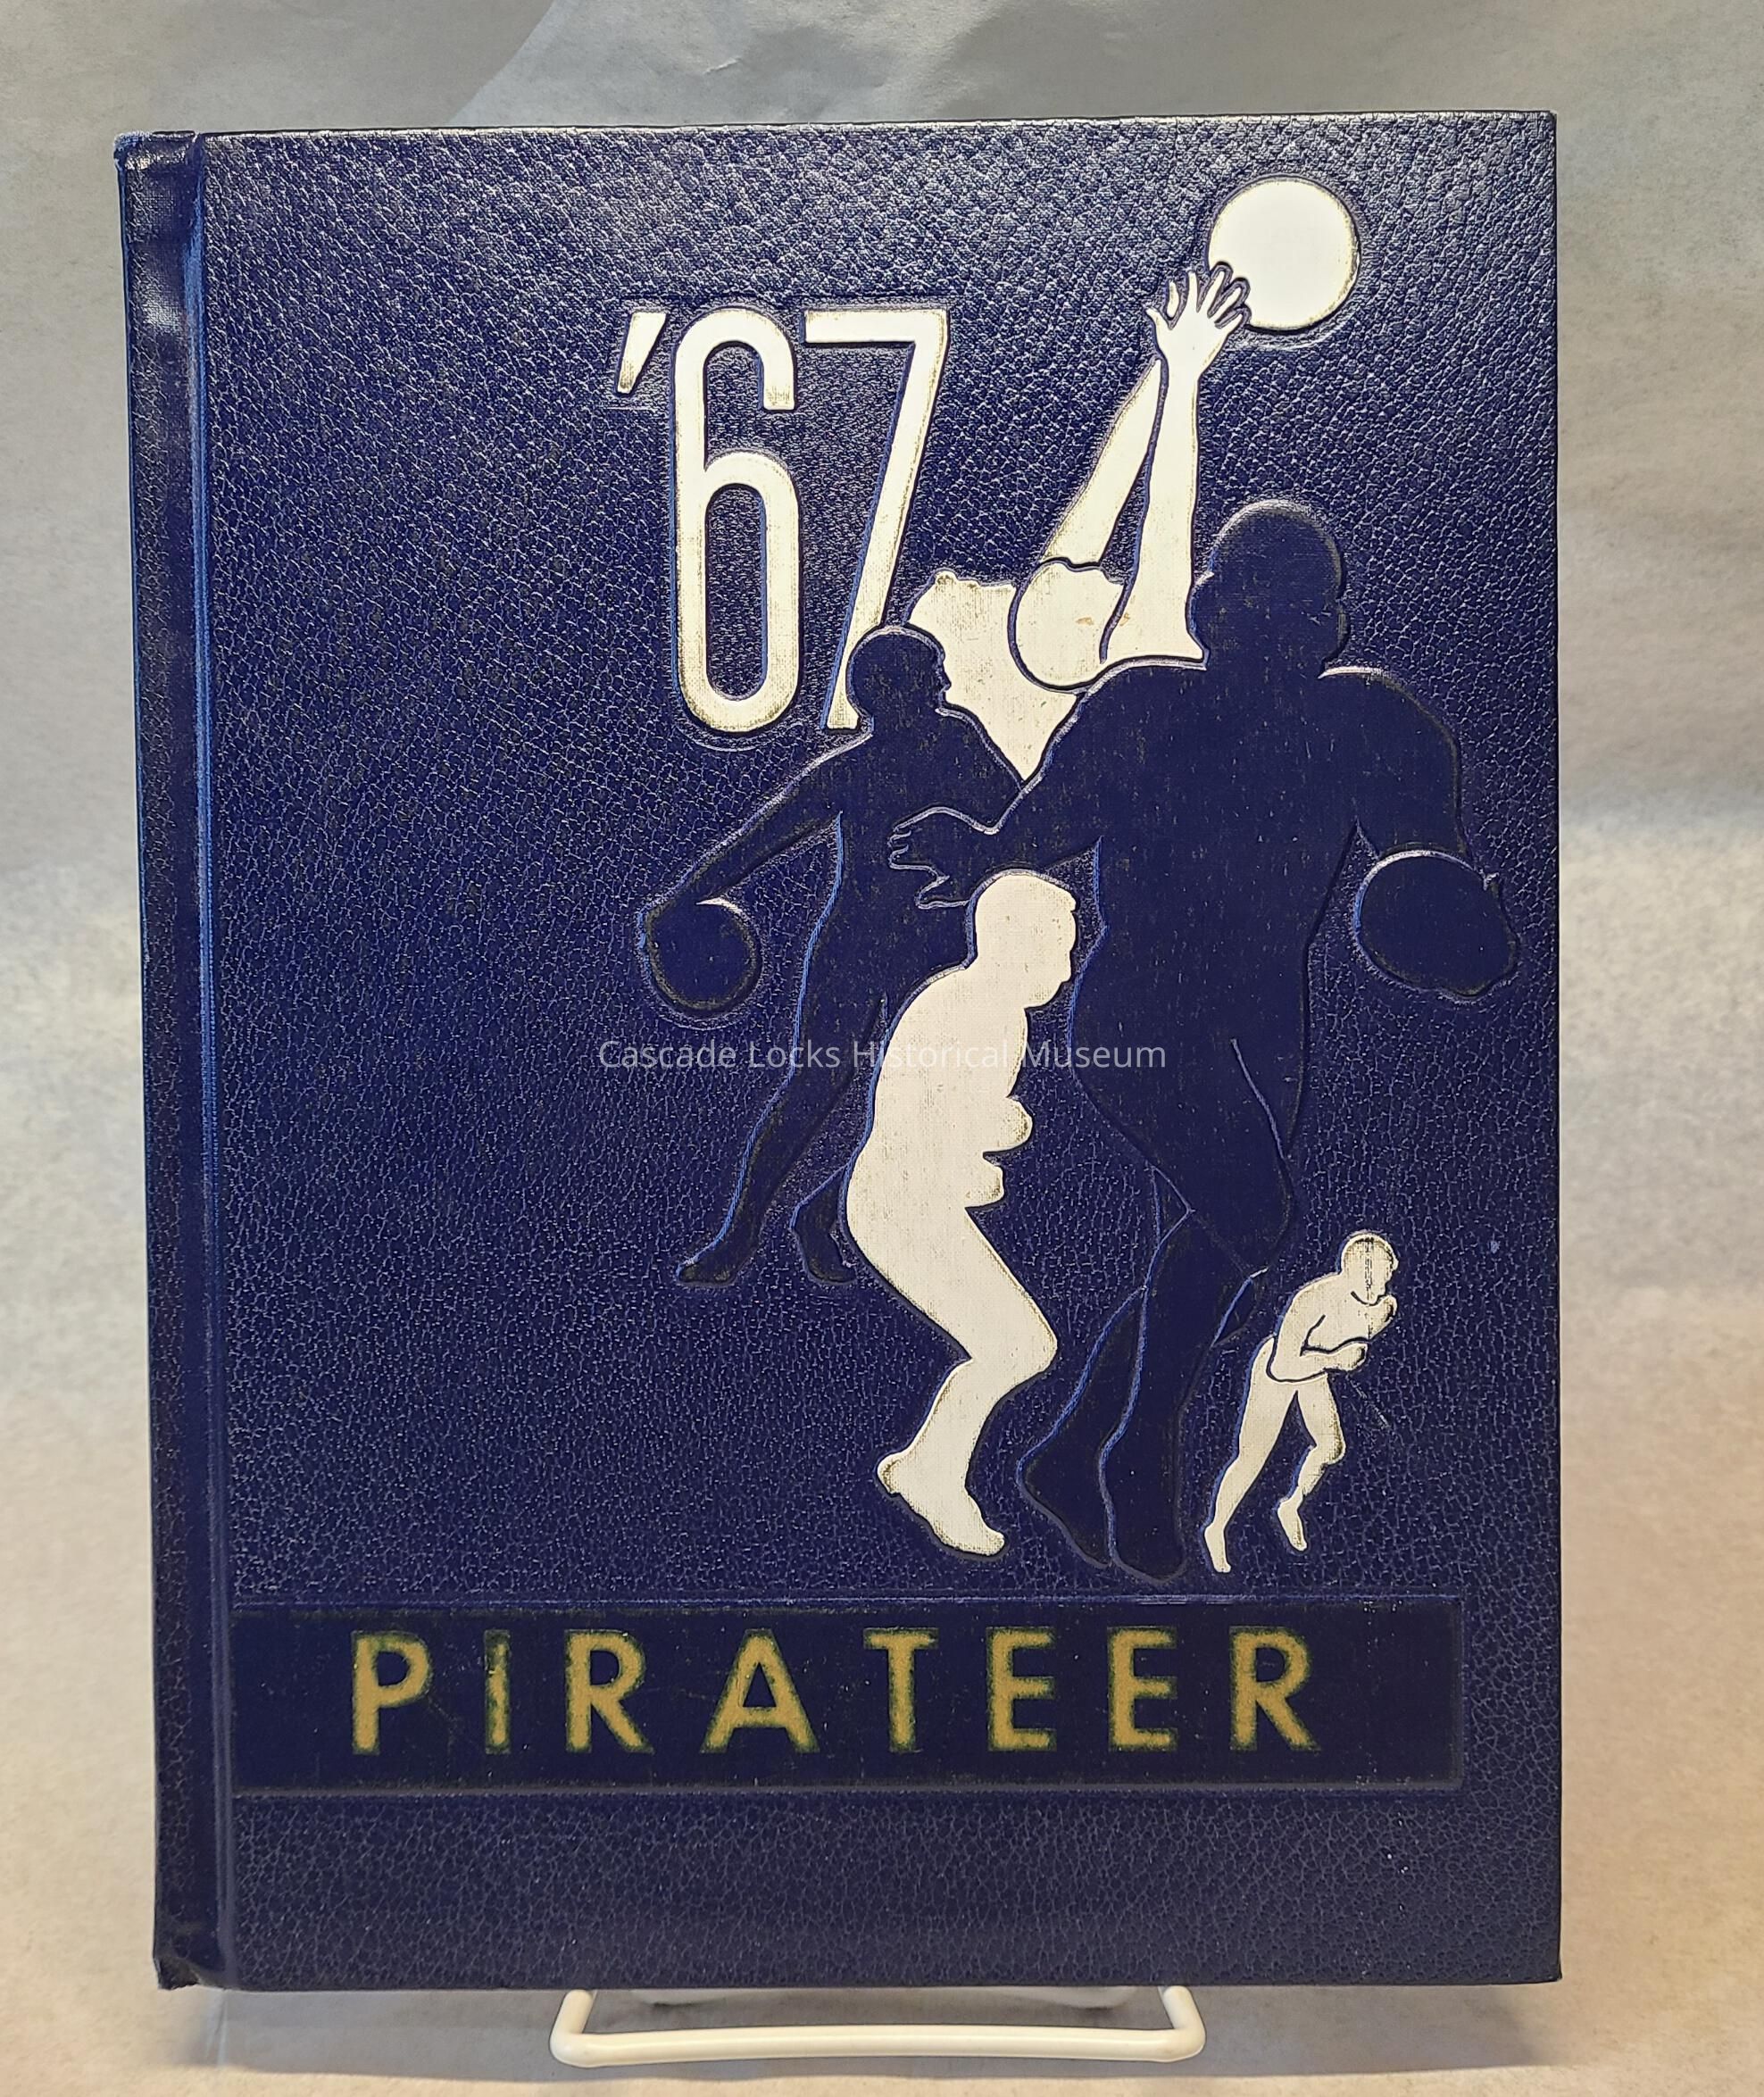 '67
Cascade Locks Historical Museum
PIRATEER